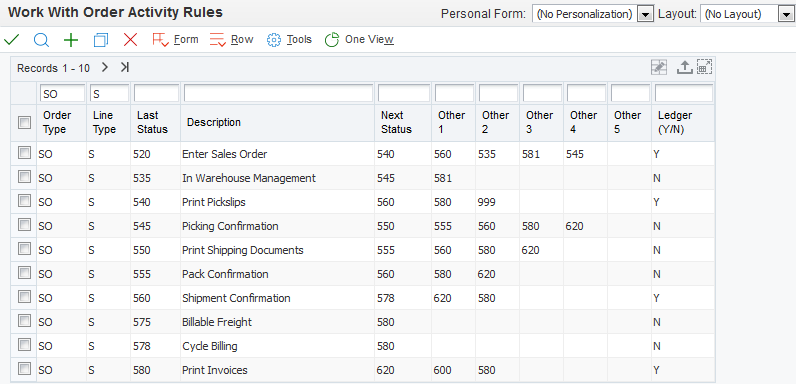 Work With Order Activity Rules Personal Form: (No Personalization) Layout: (No Layout)
Form Row Tools One View
Records 1 - 10
SO S
Order Type Line Type Last Status Description Next Status Other 1 Other 2 Other 3 Other 4 Other 5 Ledger (Y/N)
SO S 520 Enter Sales Order 540 560 535 581 545 Y
SO S 535 In Warehouse Management 545 581 N
SO S 540 Print Pickslips 560 580 999 Y
SO S 545 Picking Confirmation 550 555 560 580 620 N
SO S 550 Print Shipping Documents 555 560 580 620 N
SO S 555 Pack Confirmation 560 580 620 N
SO S 560 Shipment Confirmation 578 620 580 Y
SO S 575 Billable Freight 580 N
SO S 578 Cycle Billing 580 N
SO S 580 Print Invoices 620 600 580 Y